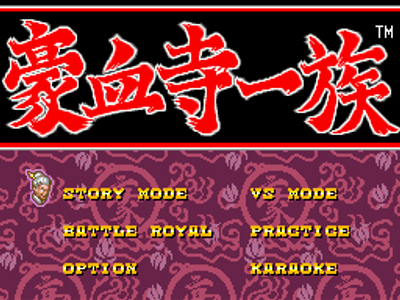 豪血寺一族 TM
STORY MODE VS MODE
BATTLE ROYAL PRACTICE
OPTION KARAOKE